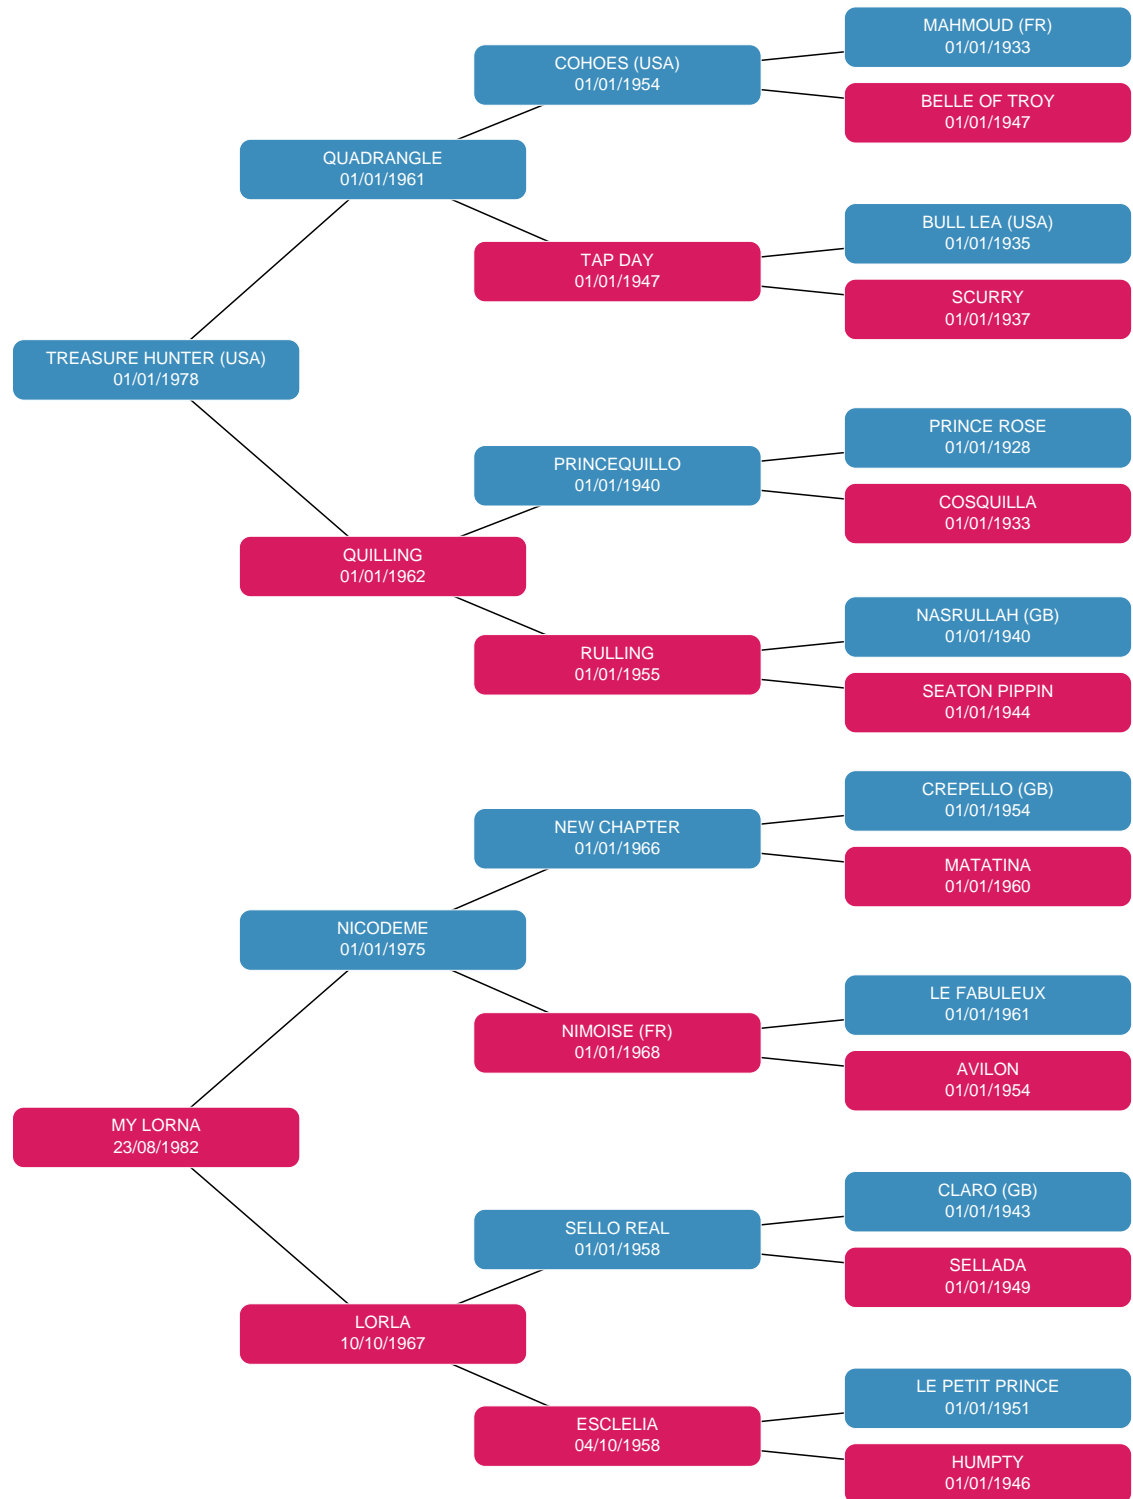 MAHMOUD (FR)
01/01/1933
COHOES (USA)
01/01/1954
BELLE OF TROY
01/01/1947
QUADRANGLE
01/01/1961
BULL LEA (USA)
01/01/1935
TAP DAY
01/01/1947
SCURRY
01/01/1937
TREASURE HUNTER (USA)
01/01/1978
PRINCE ROSE
01/01/1928
PRINCEQUILLO
01/01/1940
COSQUILLA
01/01/1933
QUILLING
01/01/1962
NASRULLAH (GB)
01/01/1940
RULLING
01/01/1955
SEATON PIPPIN
01/01/1944
CREPELLO (GB)
01/01/1954
NEW CHAPTER
01/01/1966
MATATINA
01/01/1960
NICODEME
01/01/1975
LE FABULEUX
01/01/1961
NIMOISE (FR)
01/01/1968
AVILON
01/01/1954
MY LORNA
23/08/1982
CLARO (GB)
01/01/1943
SELLO REAL
01/01/1958
SELLADA
01/01/1949
LORLA
10/10/1967
LE PETIT PRINCE
01/01/1951
ESCLELIA
04/10/1958
HUMPTY
01/01/1946